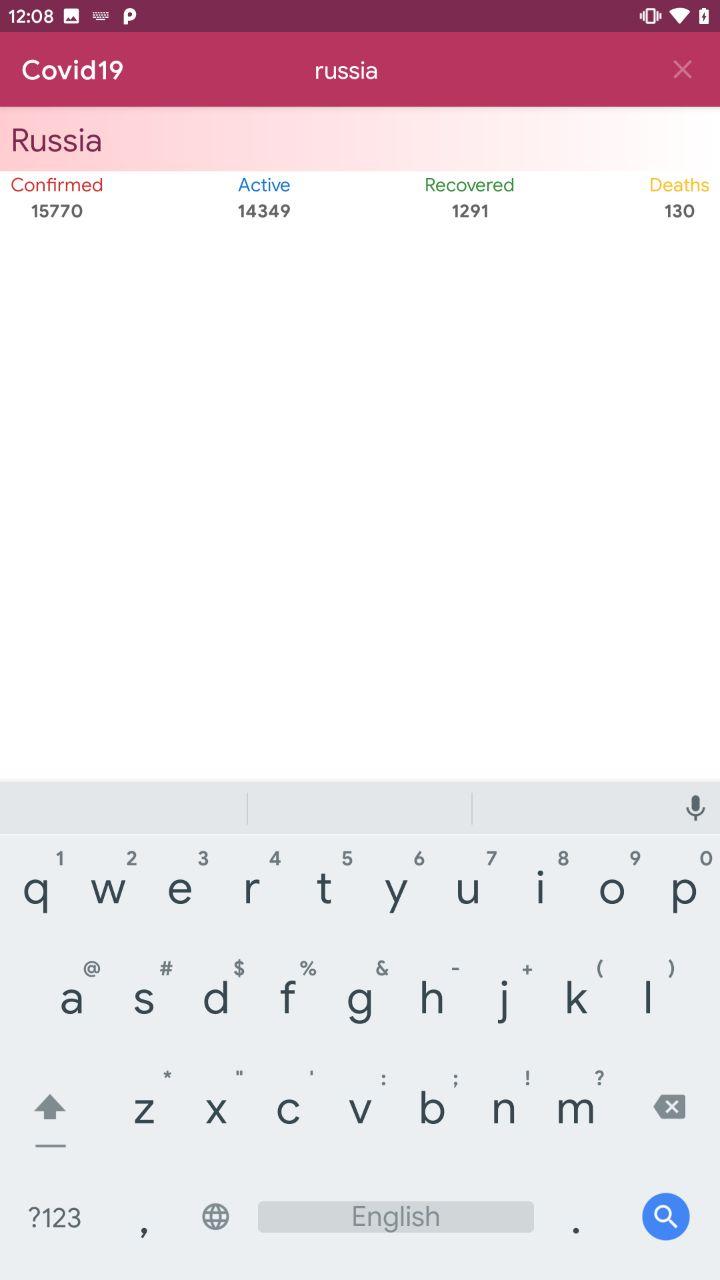 12:08
Covid19 russia
Russia
Confirmed Active Recovered Deaths
15770 14349 1291 130
1 2 3 4 5 6 7 8 9 0
q w e r t y u i o p
@ # $ % & - + ( )
a s d f g h j k l
* " ' : ; ! ?
z x c v b n m
?123 , English .